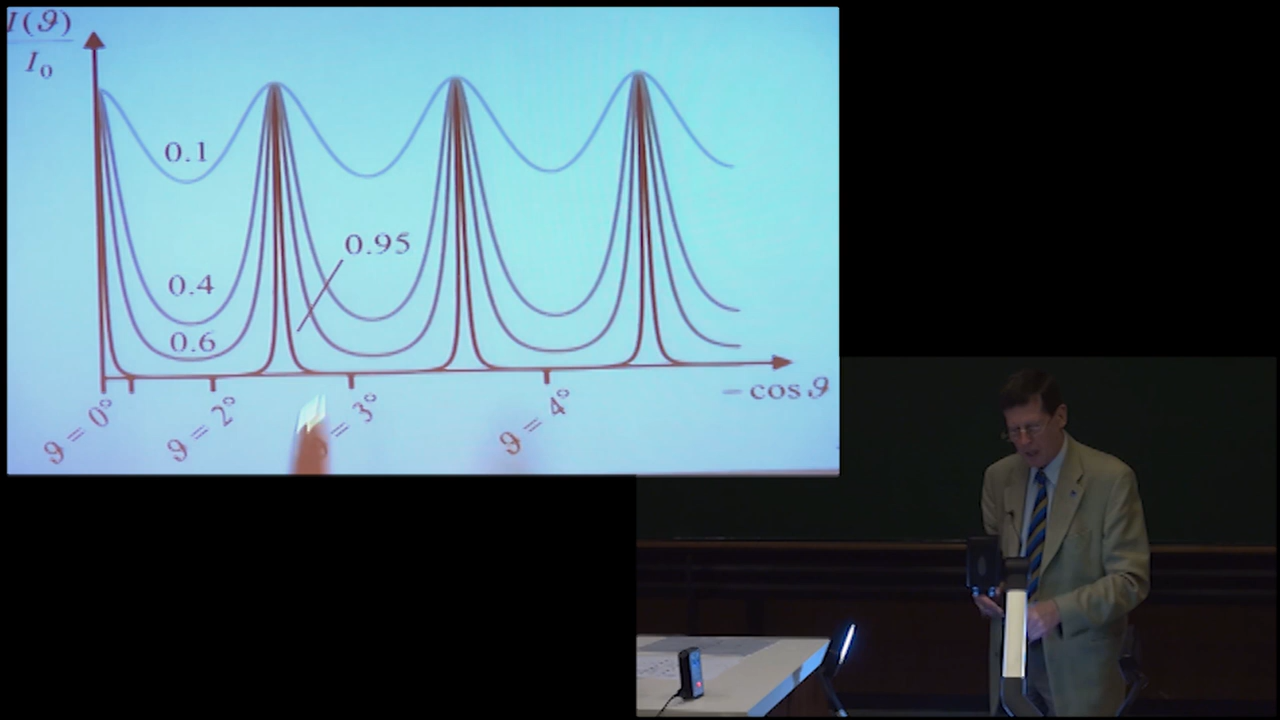 I(ϑ)
I₀
0.1
0.95
0.4
0.6
− cos ϑ
ϑ = 0°
ϑ = 2°
= 3°
ϑ = 4°